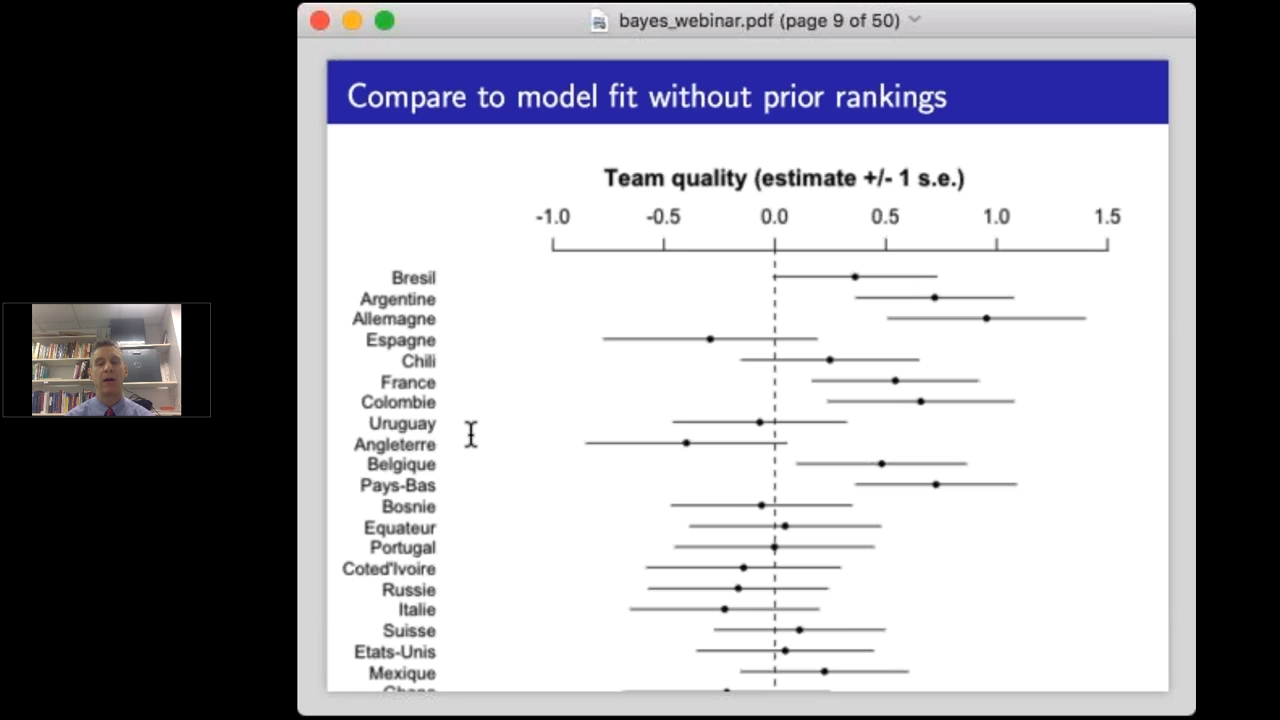 bayes_webinar.pdf (page 9 of 50)
Compare to model fit without prior rankings
Team quality (estimate +/- 1 s.e.)
-1.0 -0.5 0.0 0.5 1.0 1.5
Bresil
Argentine
Allemagne
Espagne
Chili
France
Colombie
Uruguay
Angleterre
Belgique
Pays-Bas
Bosnie
Equateur
Portugal
Coted'Ivoire
Russie
Italie
Suisse
Etats-Unis
Mexique